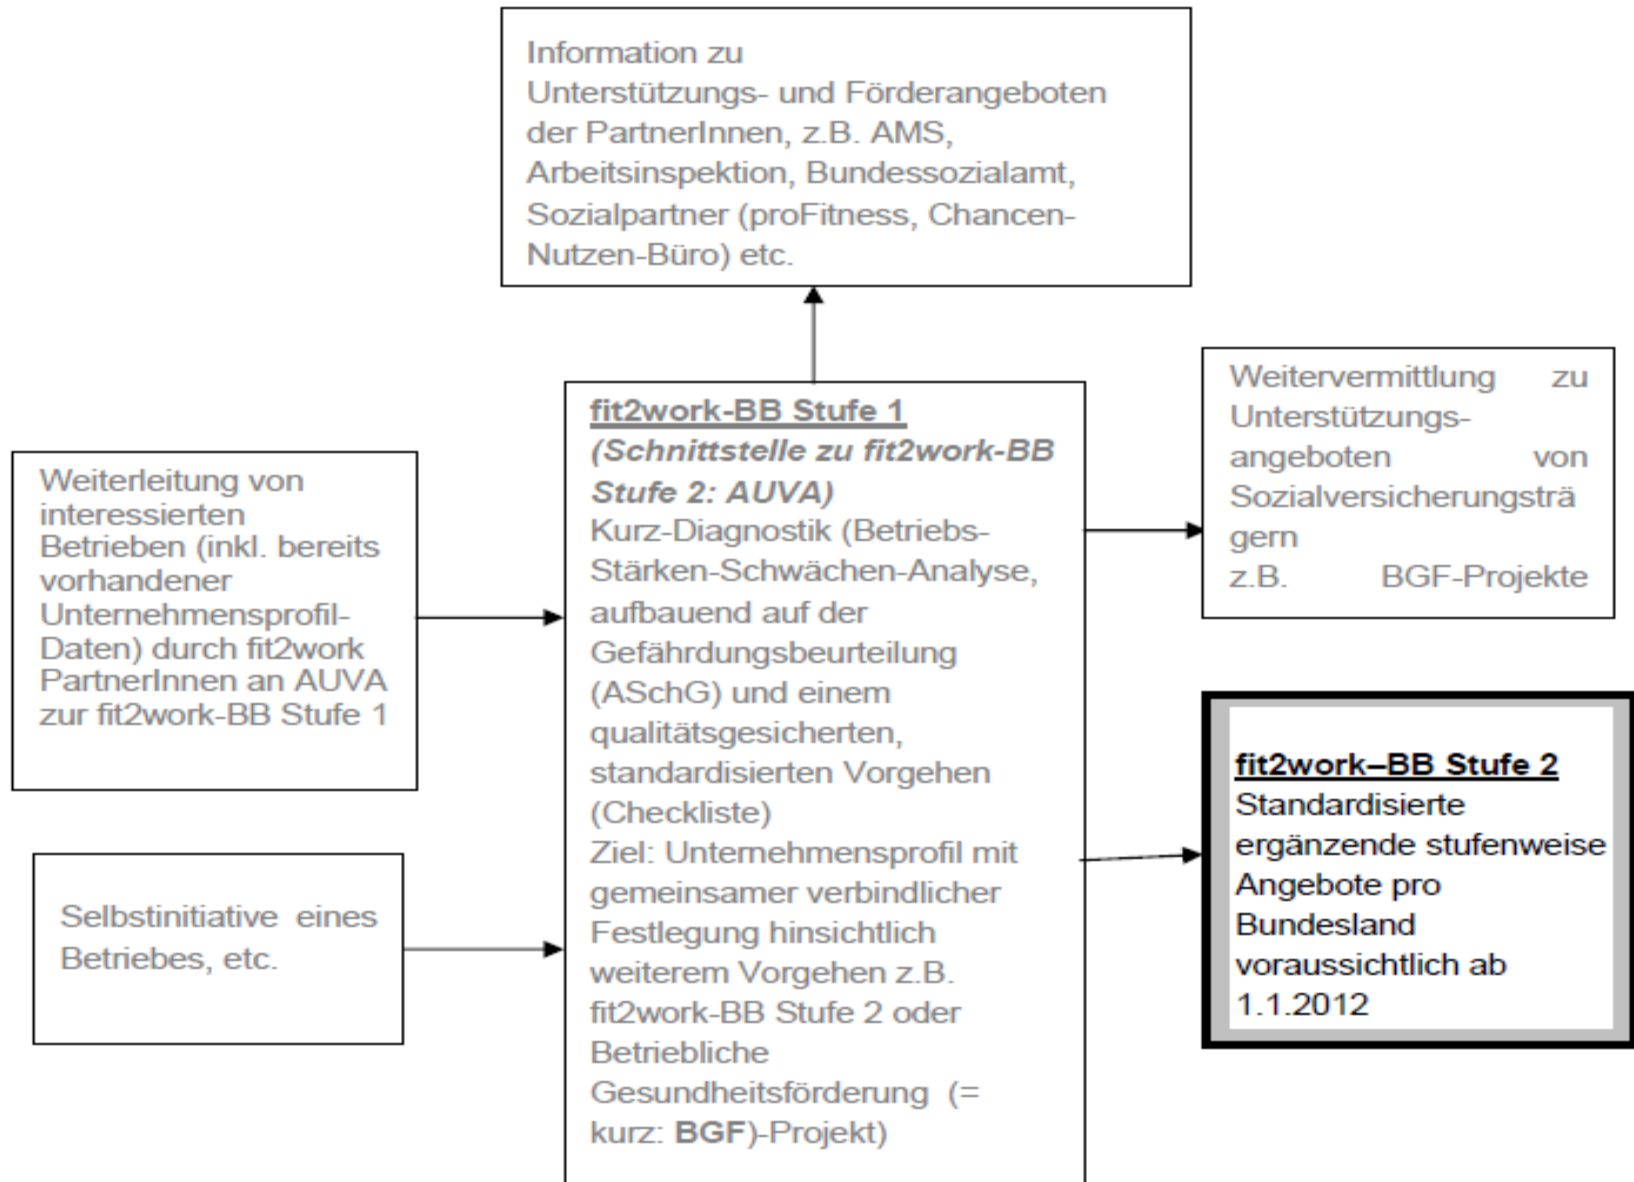 Information zu
Unterstützungs- und Förderangeboten
der PartnerInnen, z.B. AMS,
Arbeitsinspektion, Bundessozialamt,
Sozialpartner (proFitness, Chancen-
Nutzen-Büro) etc.
Weiterleitung von
interessierten
Betrieben (inkl. bereits
vorhandener
Unternehmensprofil-
Daten) durch fit2work
PartnerInnen an AUVA
zur fit2work-BB Stufe 1
Selbstinitiative eines
Betriebes, etc.
fit2work-BB Stufe 1
(Schnittstelle zu fit2work-BB
Stufe 2: AUVA)
Kurz-Diagnostik (Betriebs-
Stärken-Schwächen-Analyse,
aufbauend auf der
Gefährdungsbeurteilung
(ASchG) und einem
qualitätsgesicherten,
standardisierten Vorgehen
(Checkliste)
Ziel: Unternehmensprofil mit
gemeinsamer verbindlicher
Festlegung hinsichtlich
weiterem Vorgehen z.B.
fit2work-BB Stufe 2 oder
Betriebliche
Gesundheitsförderung (=
kurz: BGF)-Projekt)
Weitervermittlung zu
Unterstützungs-
angeboten von
Sozialversicherungsträ
gern
z.B. BGF-Projekte
fit2work–BB Stufe 2
Standardisierte
ergänzende stufenweise
Angebote pro
Bundesland
voraussichtlich ab
1.1.2012